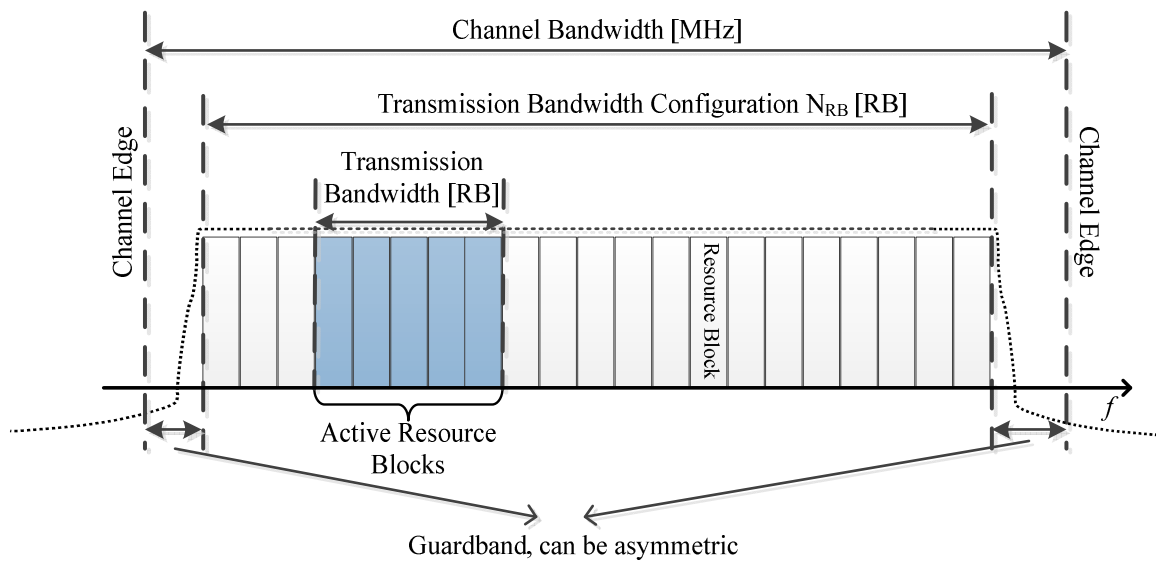 Channel Bandwidth [MHz]
Transmission Bandwidth Configuration NRB [RB]
Channel Edge
Transmission
Bandwidth [RB]
Resource Block
Channel Edge
f
Active Resource
Blocks
Guardband, can be asymmetric